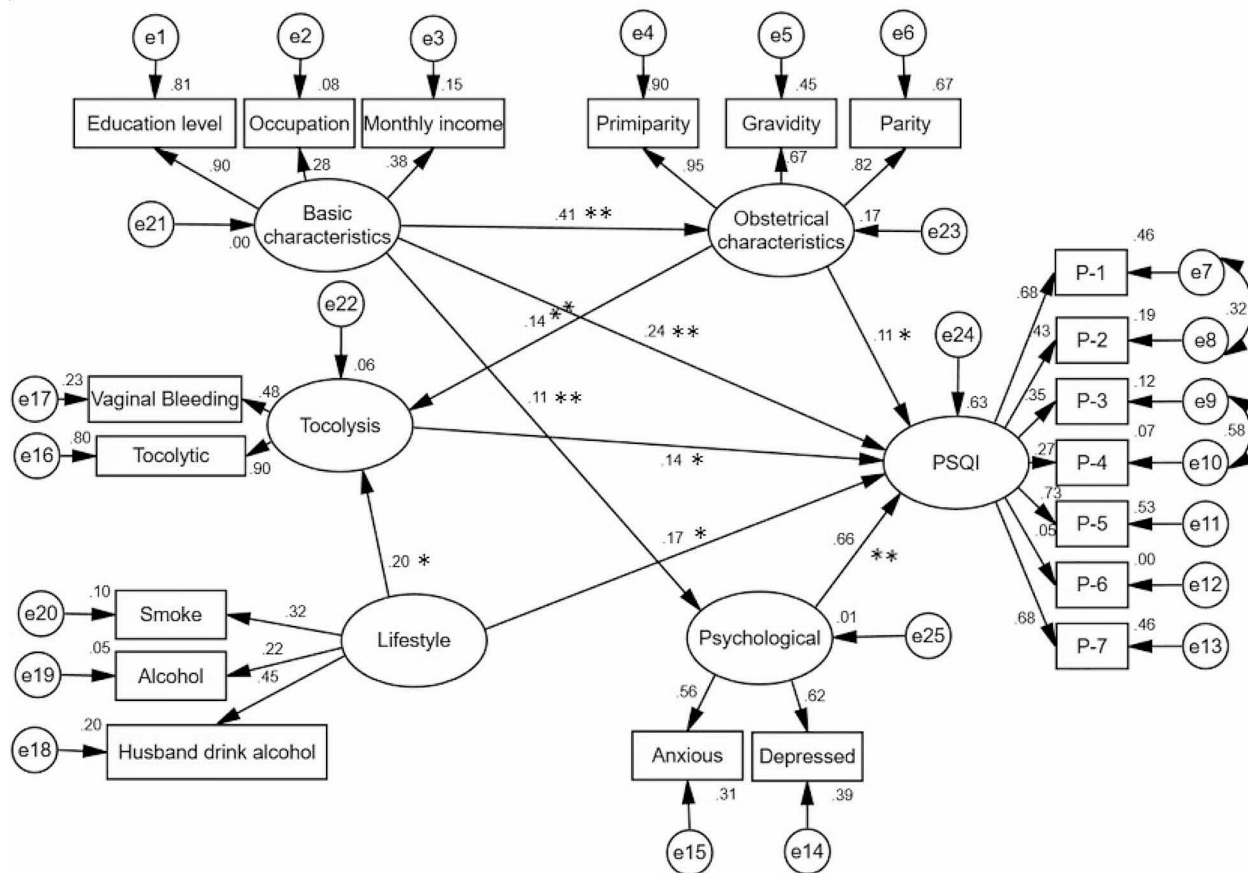 e1
e2
e3
e4
e5
e6
.81
.08
.15
.90
.45
.67
Education level
Occupation
Monthly income
Primiparity
Gravidity
Parity
.90
.28
.38
.95
.67
.82
e21
.00
Basic
characteristics
.41 **
Obstetrical
characteristics
.17
e23
.46
P-1
e7
.32
.68
e22
.14 **
.24 **
.11 *
e24
.43
.19
P-2
e8
.06
.63
.35
.12
P-3
e9
e17
.23
Vaginal Bleeding
.48
Tocolysis
.11 **
PSQI
.27
.07
P-4
.58
e10
e16
.80
Tocolytic
.90
.14 *
.73
.53
P-5
e11
.05
.17 *
.66
**
.00
P-6
e12
.20 *
e20
.10
Smoke
.32
Lifestyle
Psychological
.01
e25
.68
.46
P-7
e13
e19
.05
Alcohol
.22
.45
.56
.62
e18
.20
Husband drink alcohol
Anxious
Depressed
.31
.39
e15
e14